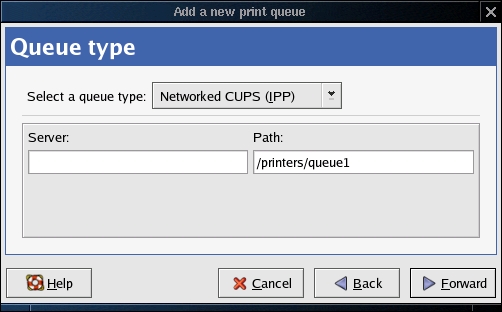 Add a new print queue
Queue type
Select a queue type: Networked CUPS (IPP)
Server: Path:
/printers/queue1
Help Cancel Back Forward